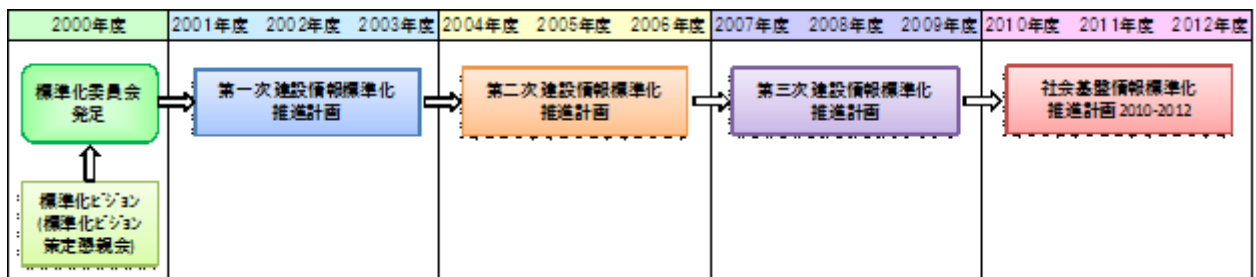 2000年度 2001年度 2002年度 2003年度 2004年度 2005年度 2006年度 2007年度 2008年度 2009年度 2010年度 2011年度 2012年度
標準化委員会
発足
第一次建設情報標準化
推進計画
第二次建設情報標準化
推進計画
第三次建設情報標準化
推進計画
社会基盤情報標準化
推進計画2010-2012
標準化ビジョン
(標準化ビジョン
策定懇親会)